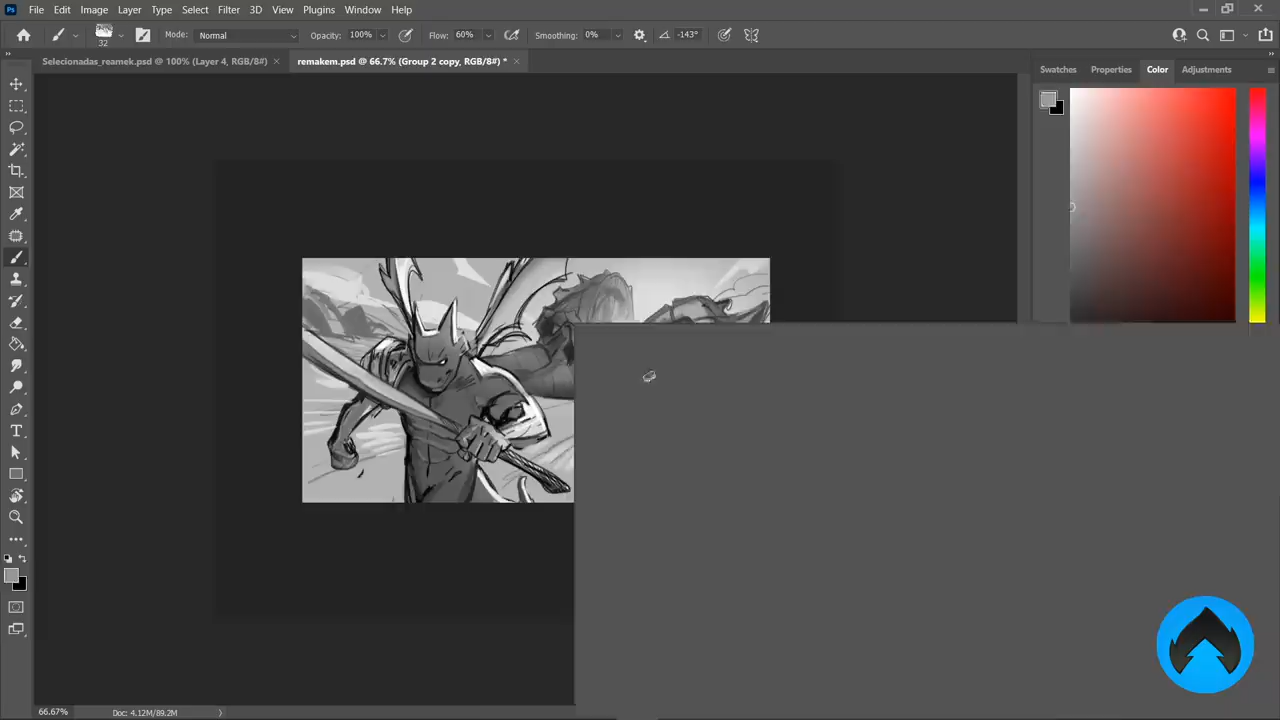 Ps File Edit Image Layer Type Select Filter 3D View Plugins Window Help
32 Mode: Normal Opacity: 100% Flow: 60% Smoothing: 0% -143°
Selecionadas_reamek.psd @ 100% (Layer 4, RGB/8#) × remakem.psd @ 66.7% (Group 2 copy, RGB/8#) * ×
Swatches Properties Color Adjustments
66.67% Doc: 4.12M/89.2M